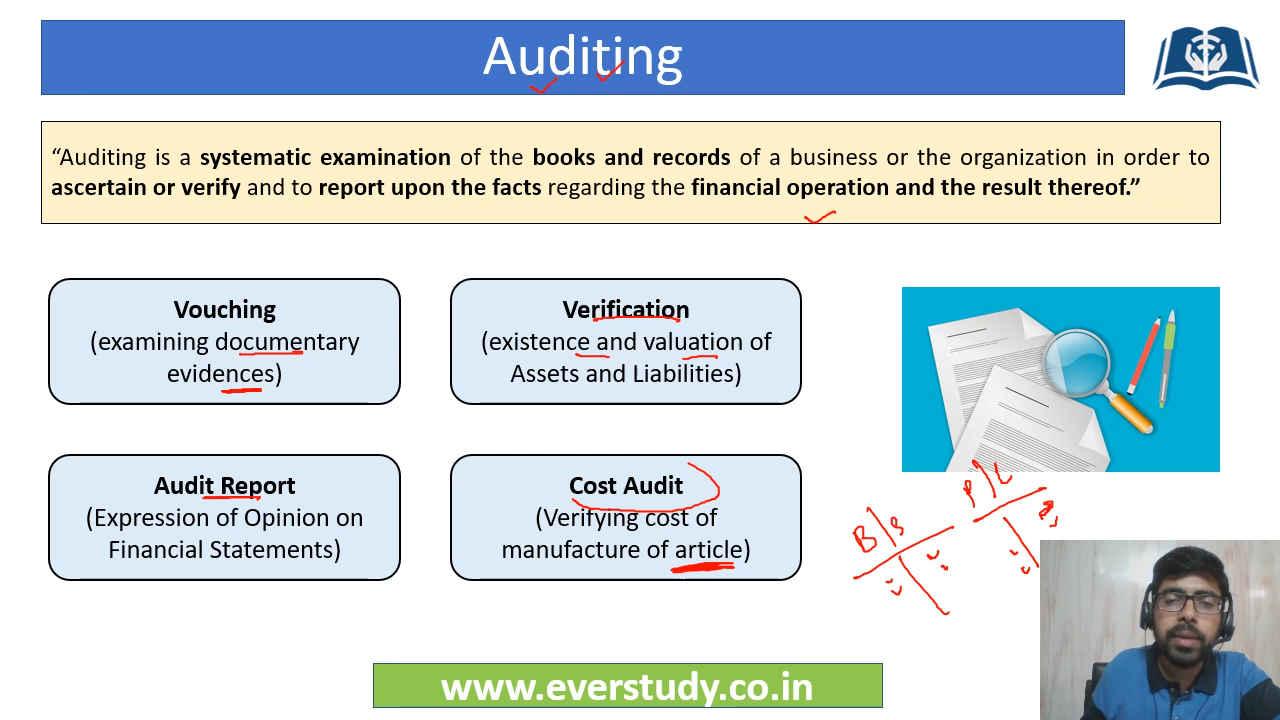 Auditing
“Auditing is a systematic examination of the books and records of a business or the organization in order to
ascertain or verify and to report upon the facts regarding the financial operation and the result thereof.”
Vouching
(examining documentary
evidences)
Verification
(existence and valuation of
Assets and Liabilities)
Audit Report
(Expression of Opinion on
Financial Statements)
Cost Audit
(Verifying cost of
manufacture of article)
P/L
B/S
www.everstudy.co.in